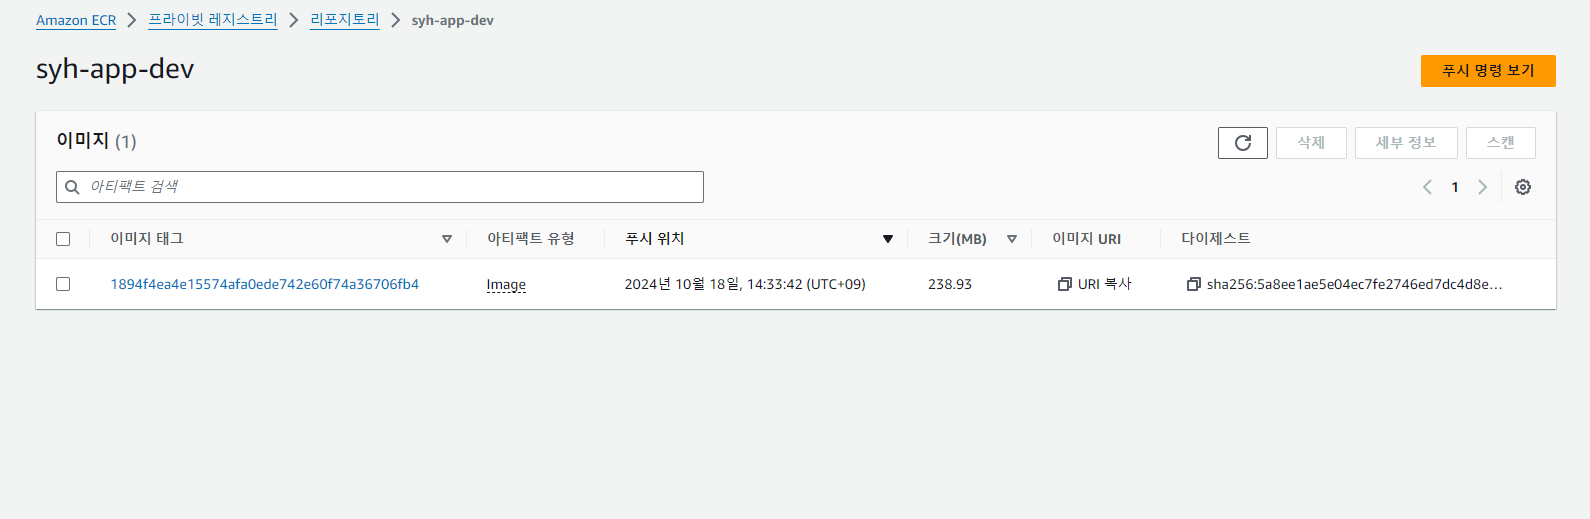 Amazon ECR > 프라이빗 레지스트리 > 리포지토리 > syh-app-dev
syh-app-dev
푸시 명령 보기
이미지 (1)
삭제 세부 정보 스캔
아티팩트 검색
1
이미지 태그 아티팩트 유형 푸시 위치 크기(MB) 이미지 URI 다이제스트
1894f4ea4e15574afa0ede742e60f74a36706fb4 Image 2024년 10월 18일, 14:33:42 (UTC+09) 238.93 URI 복사 sha256:5a8ee1ae5e04ec7fe2746ed7dc4d8e...